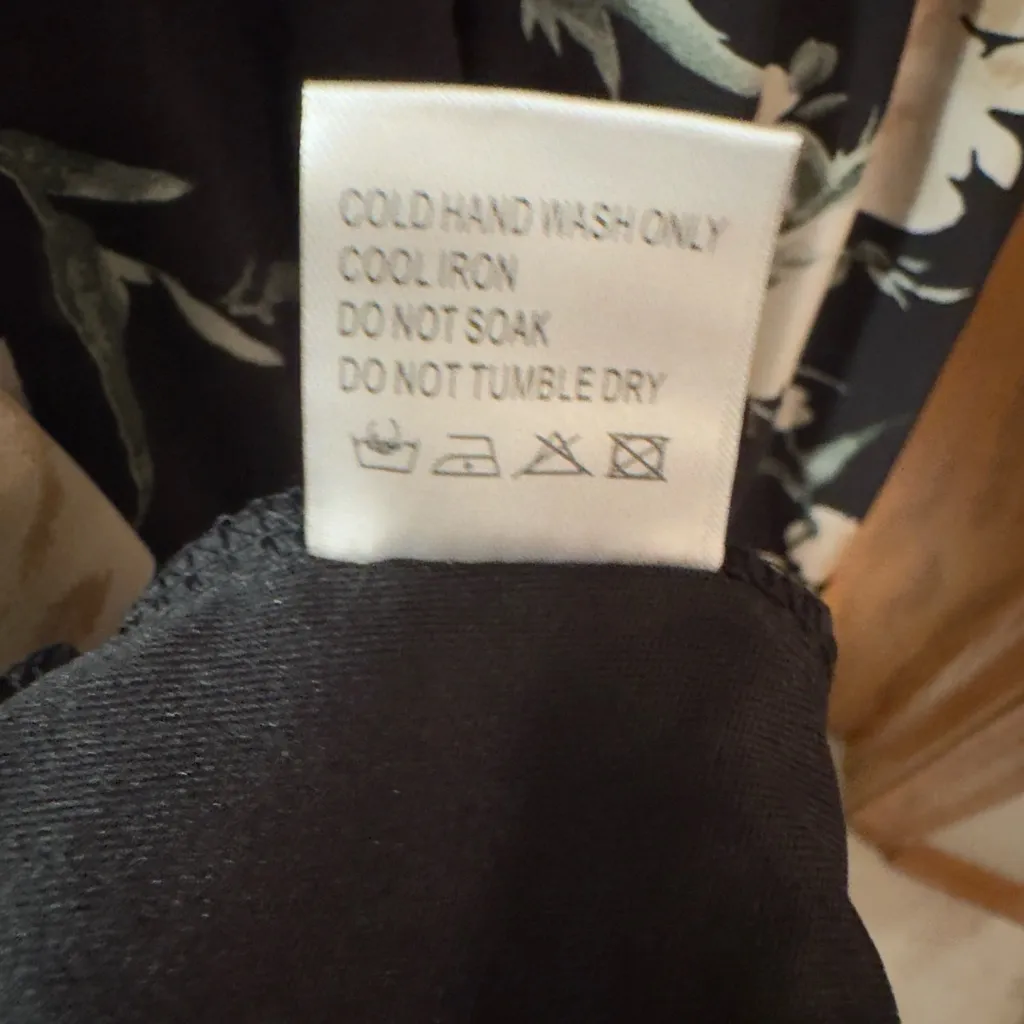 COLD HAND WASH ONLY
COOL IRON
DO NOT SOAK
DO NOT TUMBLE DRY